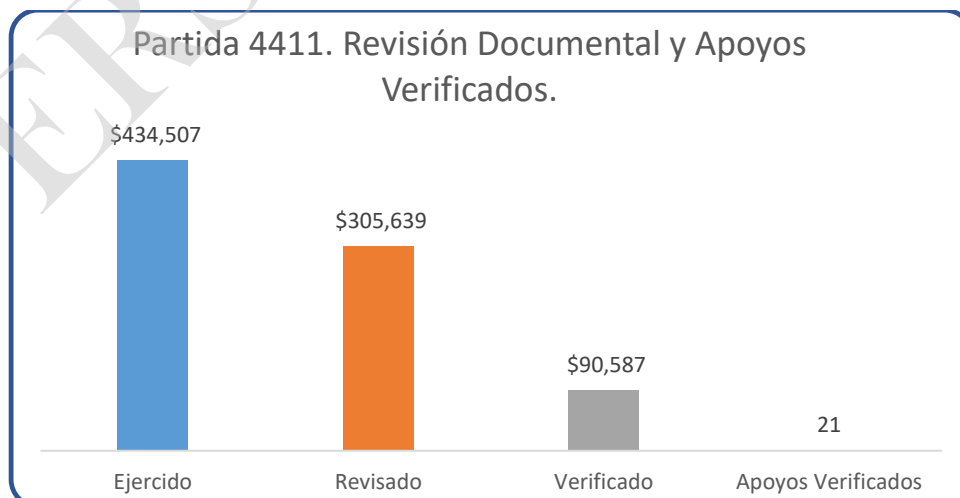 Partida 4411. Revisión Documental y Apoyos
Verificados.
$434,507
$305,639
$90,587
21
Ejercido
Revisado
Verificado
Apoyos Verificados